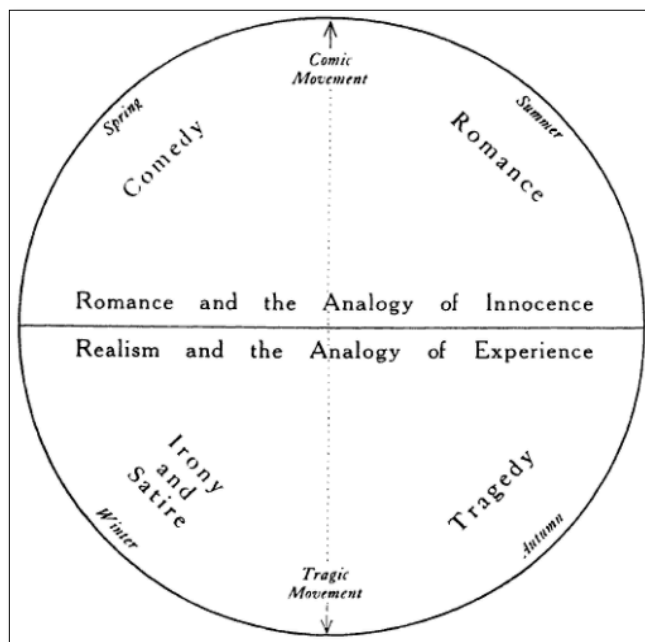 Comic
Movement
Spring
Summer
Comedy
Romance
Romance and the Analogy of Innocence
Realism and the Analogy of Experience
Irony
and
Satire
Tragedy
Winter
Autumn
Tragic
Movement